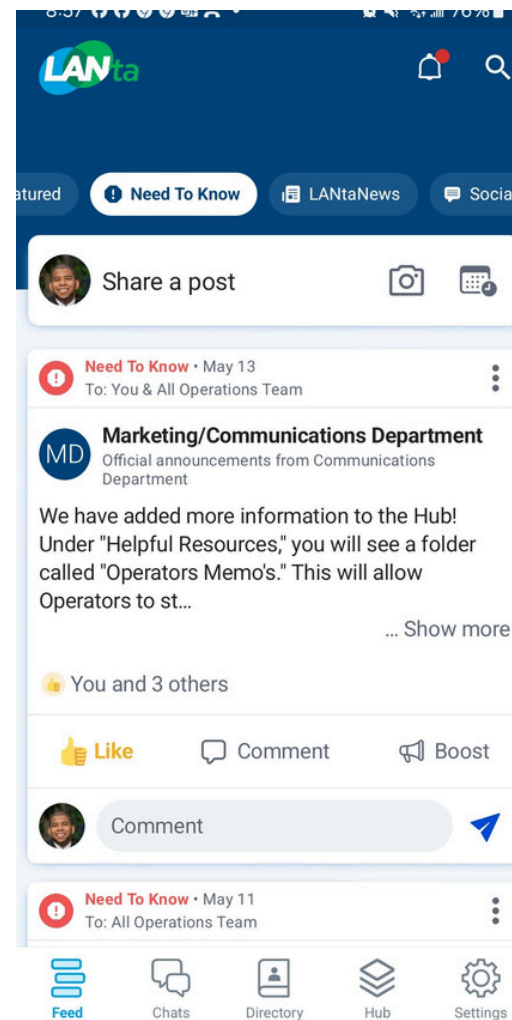 8:57
76%
LANta
atured
Need To Know
LANtaNews
Socia
Share a post
Need To Know • May 13
To: You & All Operations Team
MD
Marketing/Communications Department
Official announcements from Communications
Department
We have added more information to the Hub!
Under "Helpful Resources," you will see a folder
called "Operators Memo's." This will allow
Operators to st...
... Show more
You and 3 others
Like
Comment
Boost
Comment
Need To Know • May 11
To: All Operations Team
Feed
Chats
Directory
Hub
Settings